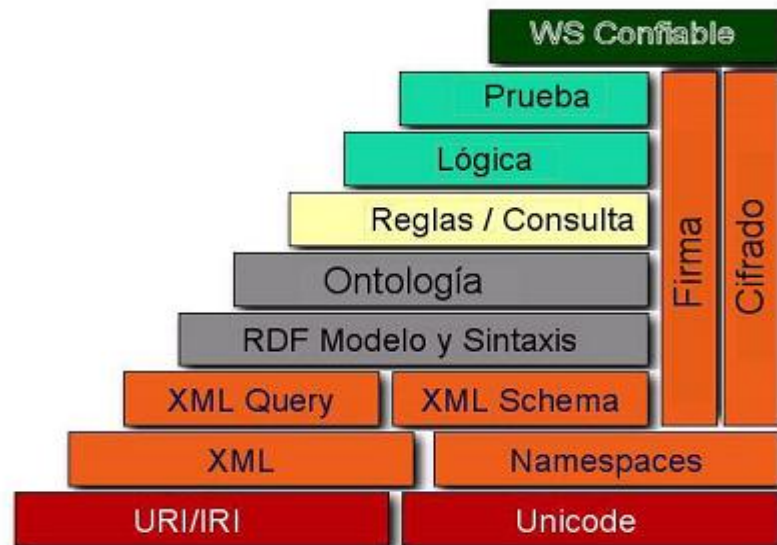 WS Confiable
Prueba
Lógica
Reglas / Consulta
Ontología
RDF Modelo y Sintaxis
XML Query
XML Schema
Firma
Cifrado
XML
Namespaces
URI/IRI
Unicode